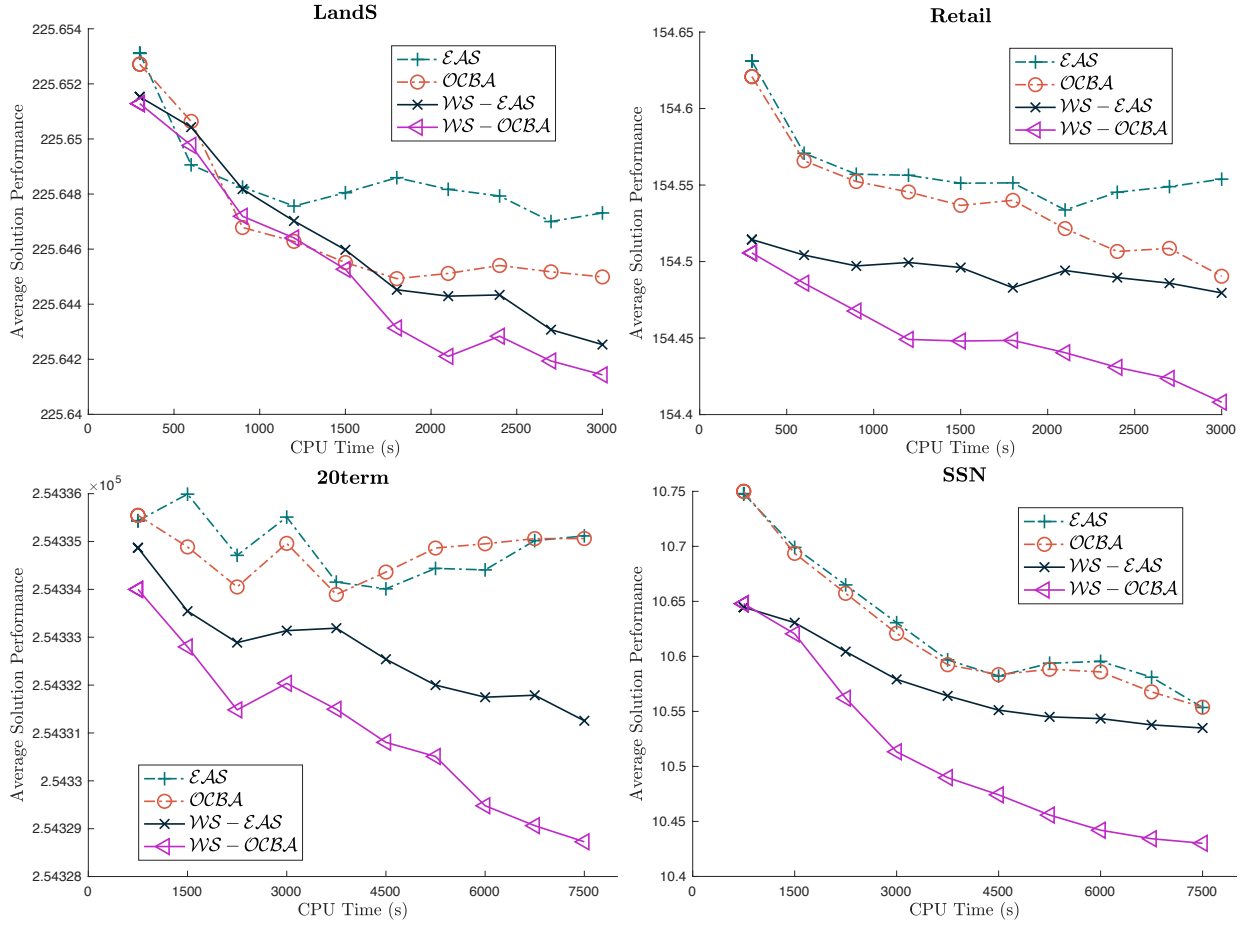 LandS
225.654
225.652
225.65
225.648
225.646
225.644
225.642
225.64
Average Solution Performance
0 500 1000 1500 2000 2500 3000
CPU Time (s)
EAS
OCBA
WS − EAS
WS − OCBA
Retail
154.65
154.6
154.55
154.5
154.45
154.4
Average Solution Performance
0 500 1000 1500 2000 2500 3000
CPU Time (s)
EAS
OCBA
WS − EAS
WS − OCBA
20term
×10⁵
2.54336
2.54335
2.54334
2.54333
2.54332
2.54331
2.5433
2.54329
2.54328
Average Solution Performance
0 1500 3000 4500 6000 7500
CPU Time (s)
EAS
OCBA
WS − EAS
WS − OCBA
SSN
10.75
10.7
10.65
10.6
10.55
10.5
10.45
10.4
Average Solution Performance
0 1500 3000 4500 6000 7500
CPU Time (s)
EAS
OCBA
WS − EAS
WS − OCBA